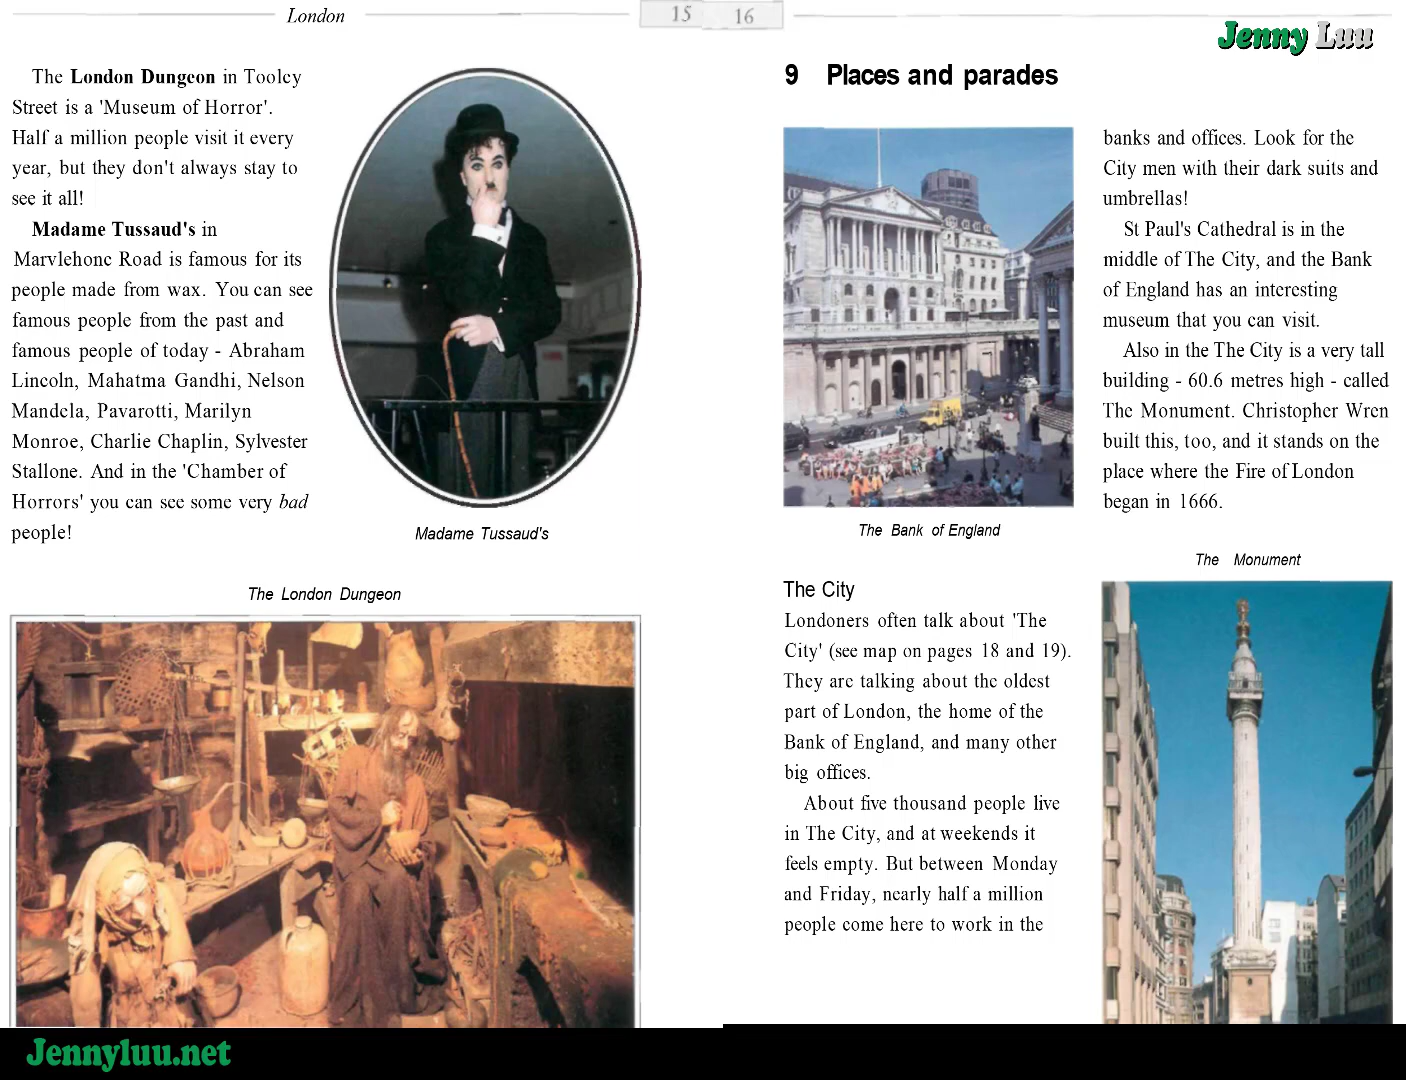 London
15
16
Jenny Luu
The London Dungeon in Toolcy
Street is a 'Museum of Horror'.
Half a million people visit it every
year, but they don't always stay to
see it all!
Madame Tussaud's in
Marvlehonc Road is famous for its
people made from wax. You can see
famous people from the past and
famous people of today - Abraham
Lincoln, Mahatma Gandhi, Nelson
Mandcla, Pavarotti, Marilyn
Monroe, Charlie Chaplin, Sylvester
Stallone. And in the 'Chamber of
Horrors' you can see some very bad
people!
Madame Tussaud's
The London Dungeon
9 Places and parades
The Bank of England
The City
Londoners often talk about 'The
City' (see map on pages 18 and 19).
They arc talking about the oldest
part of London, the home of the
Bank of England, and many other
big offices.
About five thousand people live
in The City, and at weekends it
feels empty. But between Monday
and Friday, nearly half a million
people come here to work in the
banks and offices. Look for the
City men with their dark suits and
umbrellas!
St Paul's Cathedral is in the
middle of The City, and the Bank
of England has an interesting
museum that you can visit.
Also in the The City is a very tall
building - 60.6 metres high - called
The Monument. Christopher Wren
built this, too, and it stands on the
place where the Fire of London
began in 1666.
The Monument
Jennyluu.net